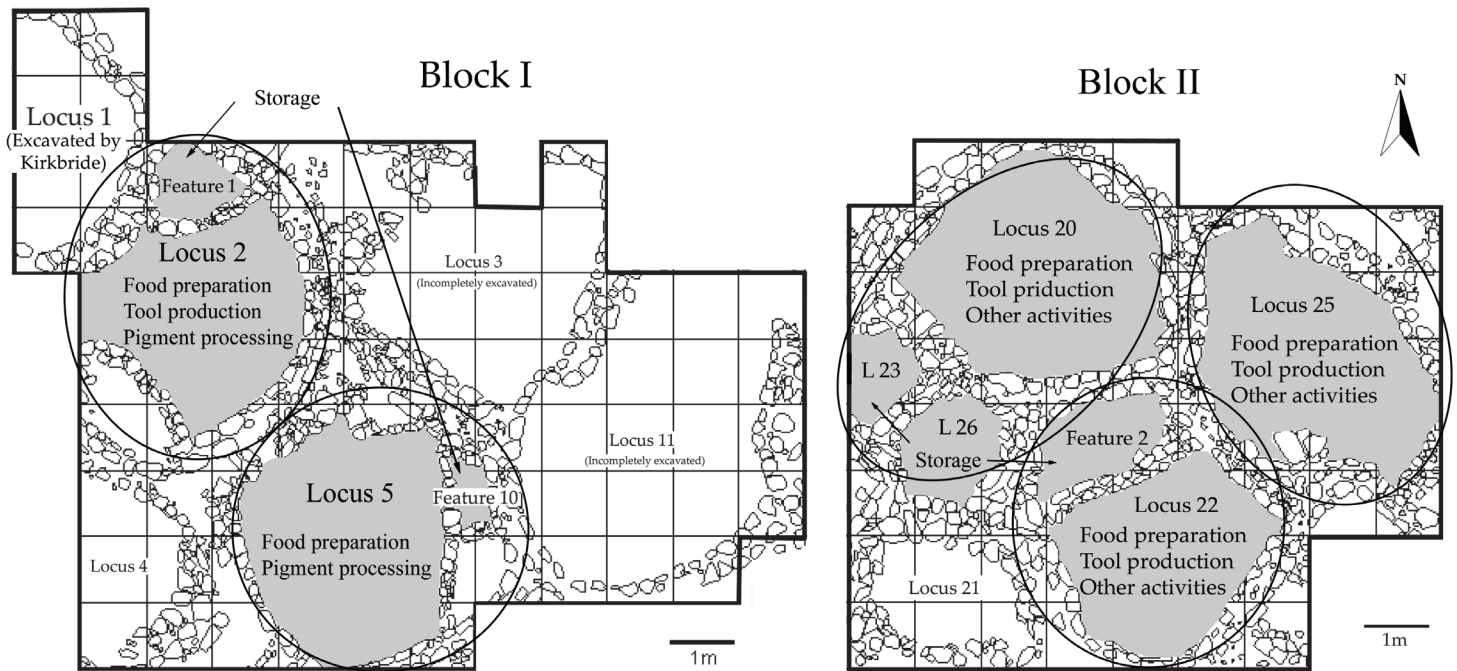 Block I
Storage
Locus 1
(Excavated by
Kirkbride)
Feature 1
Locus 2
Food preparation
Tool production
Pigment processing
Locus 3
(Incompletely excavated)
Locus 11
(Incompletely excavated)
Locus 5
Feature 10
Food preparation
Pigment processing
Locus 4
1m
Block II
N
Locus 20
Food preparation
Tool priduction
Other activities
Locus 25
Food preparation
Tool production
Other activities
L 23
L 26
Feature 2
Storage
Locus 22
Food preparation
Tool production
Other activities
Locus 21
1m